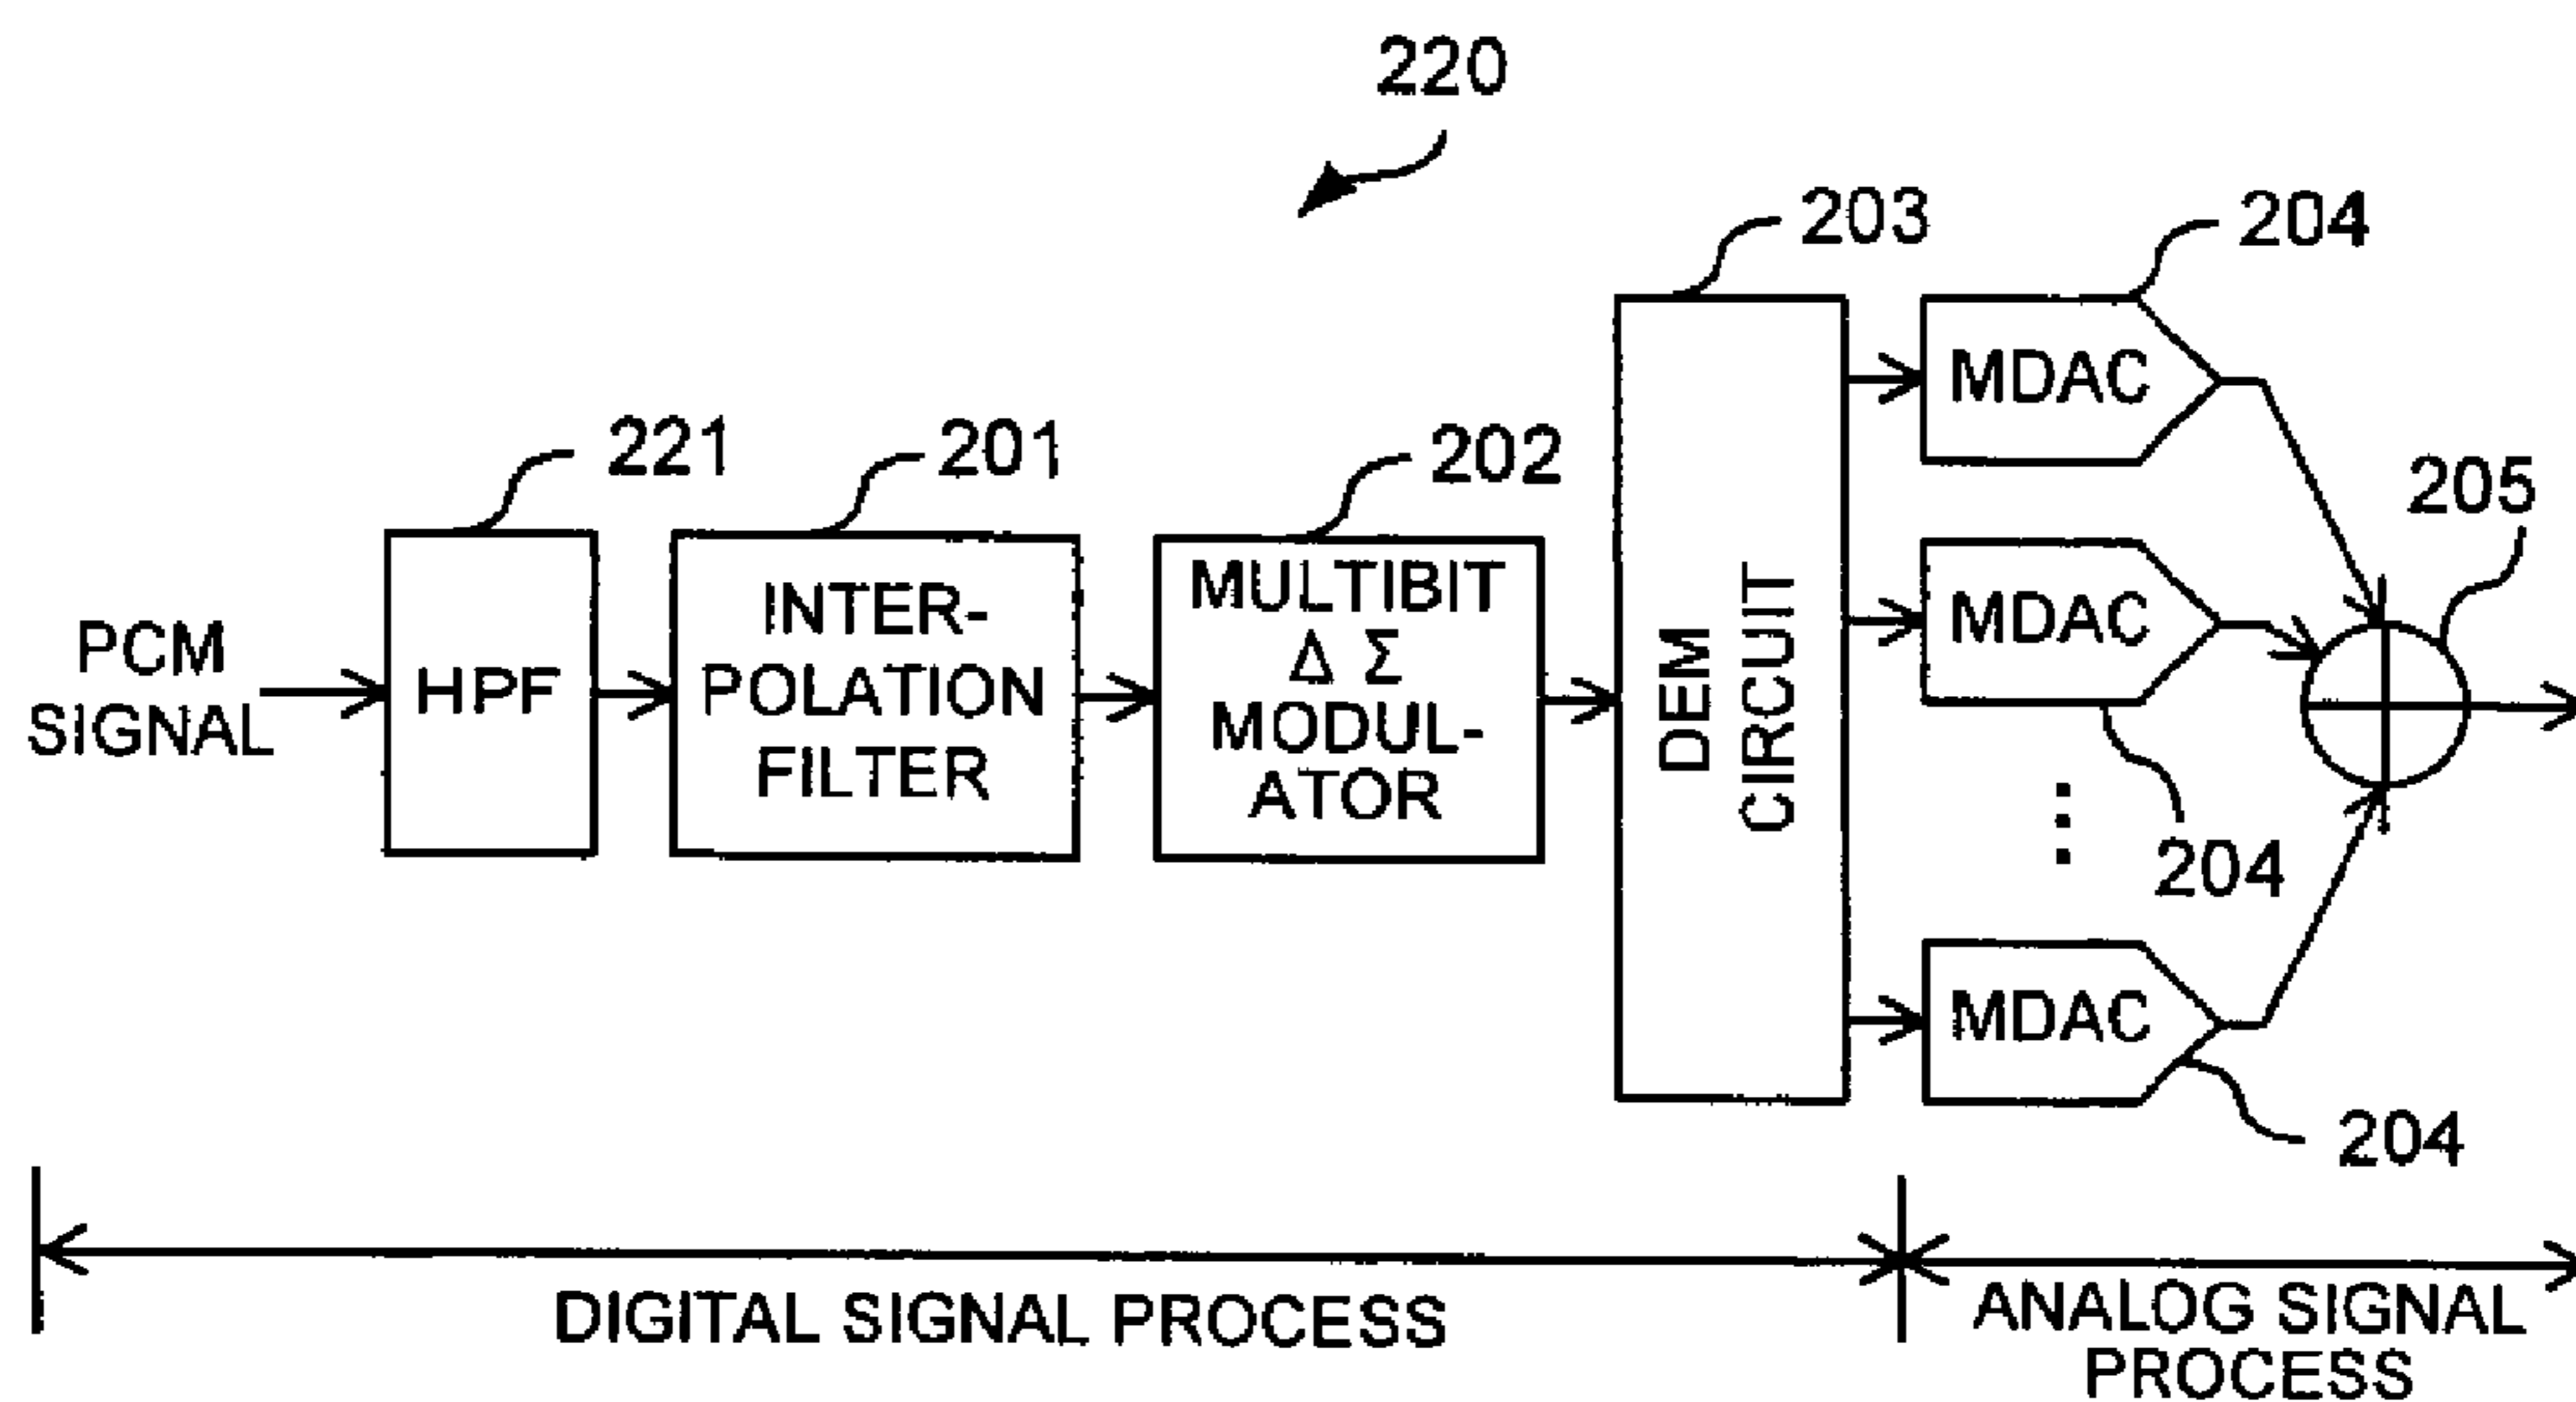 220
203
204
221
201
202
205
PCM
SIGNAL
HPF
INTER-
POLATION
FILTER
MULTIBIT
Δ Σ
MODUL-
ATOR
DEM
CIRCUIT
MDAC
MDAC
204
MDAC
204
DIGITAL SIGNAL PROCESS
ANALOG SIGNAL
PROCESS